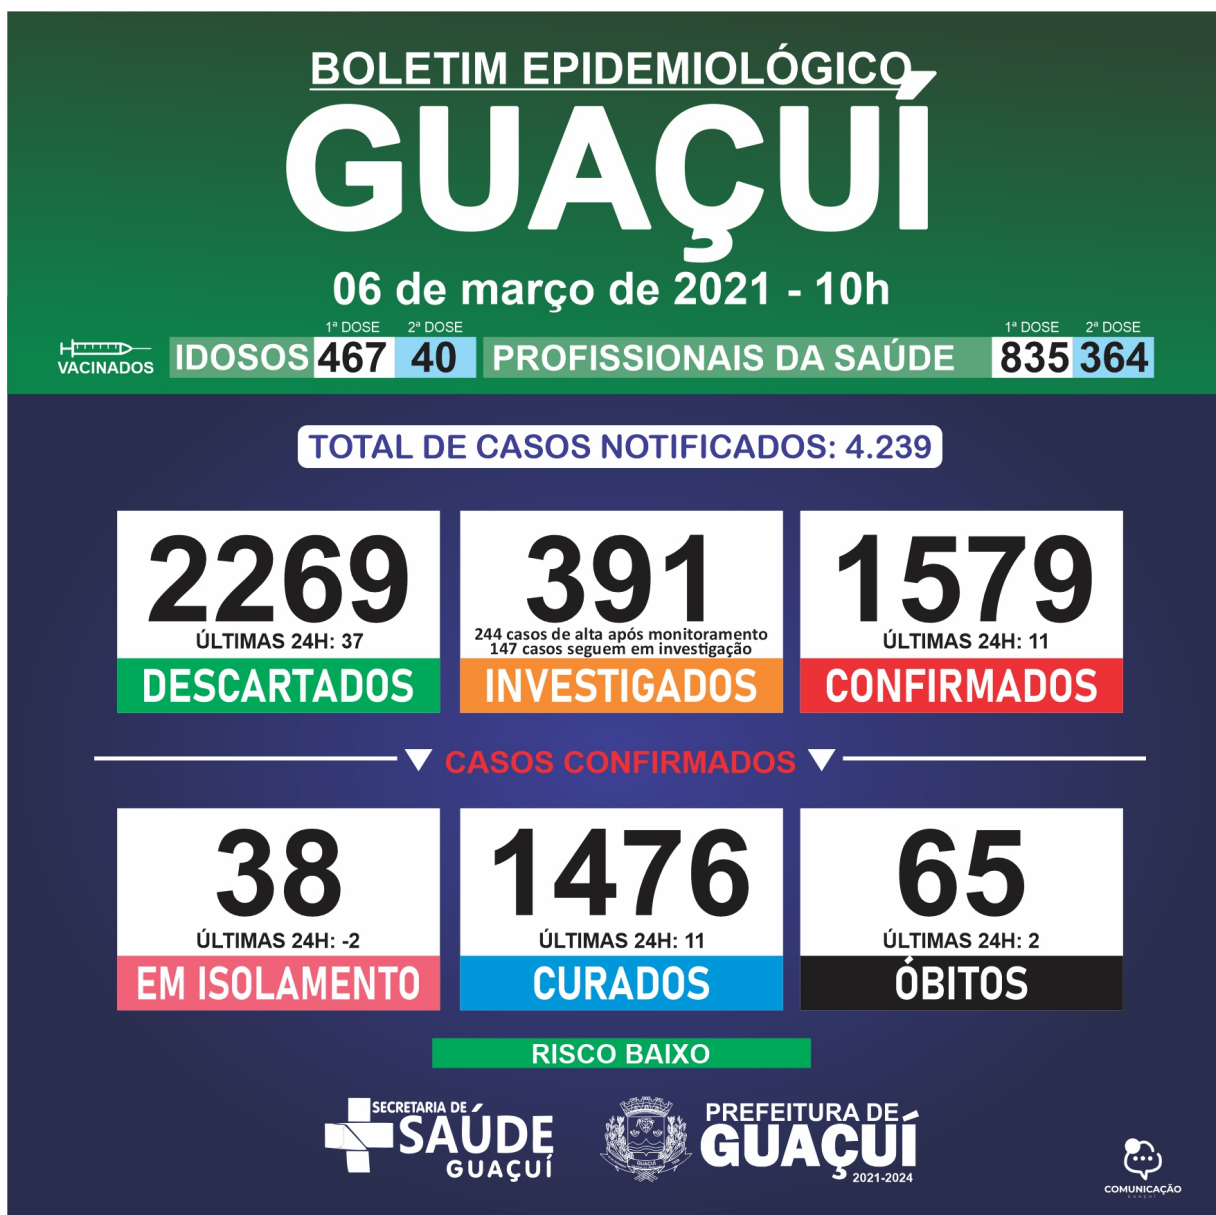 BOLETIM EPIDEMIOLÓGICO
GUAÇUÍ
06 de março de 2021 - 10h
1ª DOSE 2ª DOSE 1ª DOSE 2ª DOSE
VACINADOS IDOSOS 467 40 PROFISSIONAIS DA SAÚDE 835 364
TOTAL DE CASOS NOTIFICADOS: 4.239
2269
ÚLTIMAS 24H: 37
DESCARTADOS
391
244 casos de alta após monitoramento
147 casos seguem em investigação
INVESTIGADOS
1579
ÚLTIMAS 24H: 11
CONFIRMADOS
CASOS CONFIRMADOS
38
ÚLTIMAS 24H: -2
EM ISOLAMENTO
1476
ÚLTIMAS 24H: 11
CURADOS
65
ÚLTIMAS 24H: 2
ÓBITOS
RISCO BAIXO
SECRETARIA DE
SAÚDE
GUAÇUÍ
GUAÇUÍ
PREFEITURA DE
GUAÇUÍ
2021-2024
COMUNICAÇÃO
GUAÇUÍ